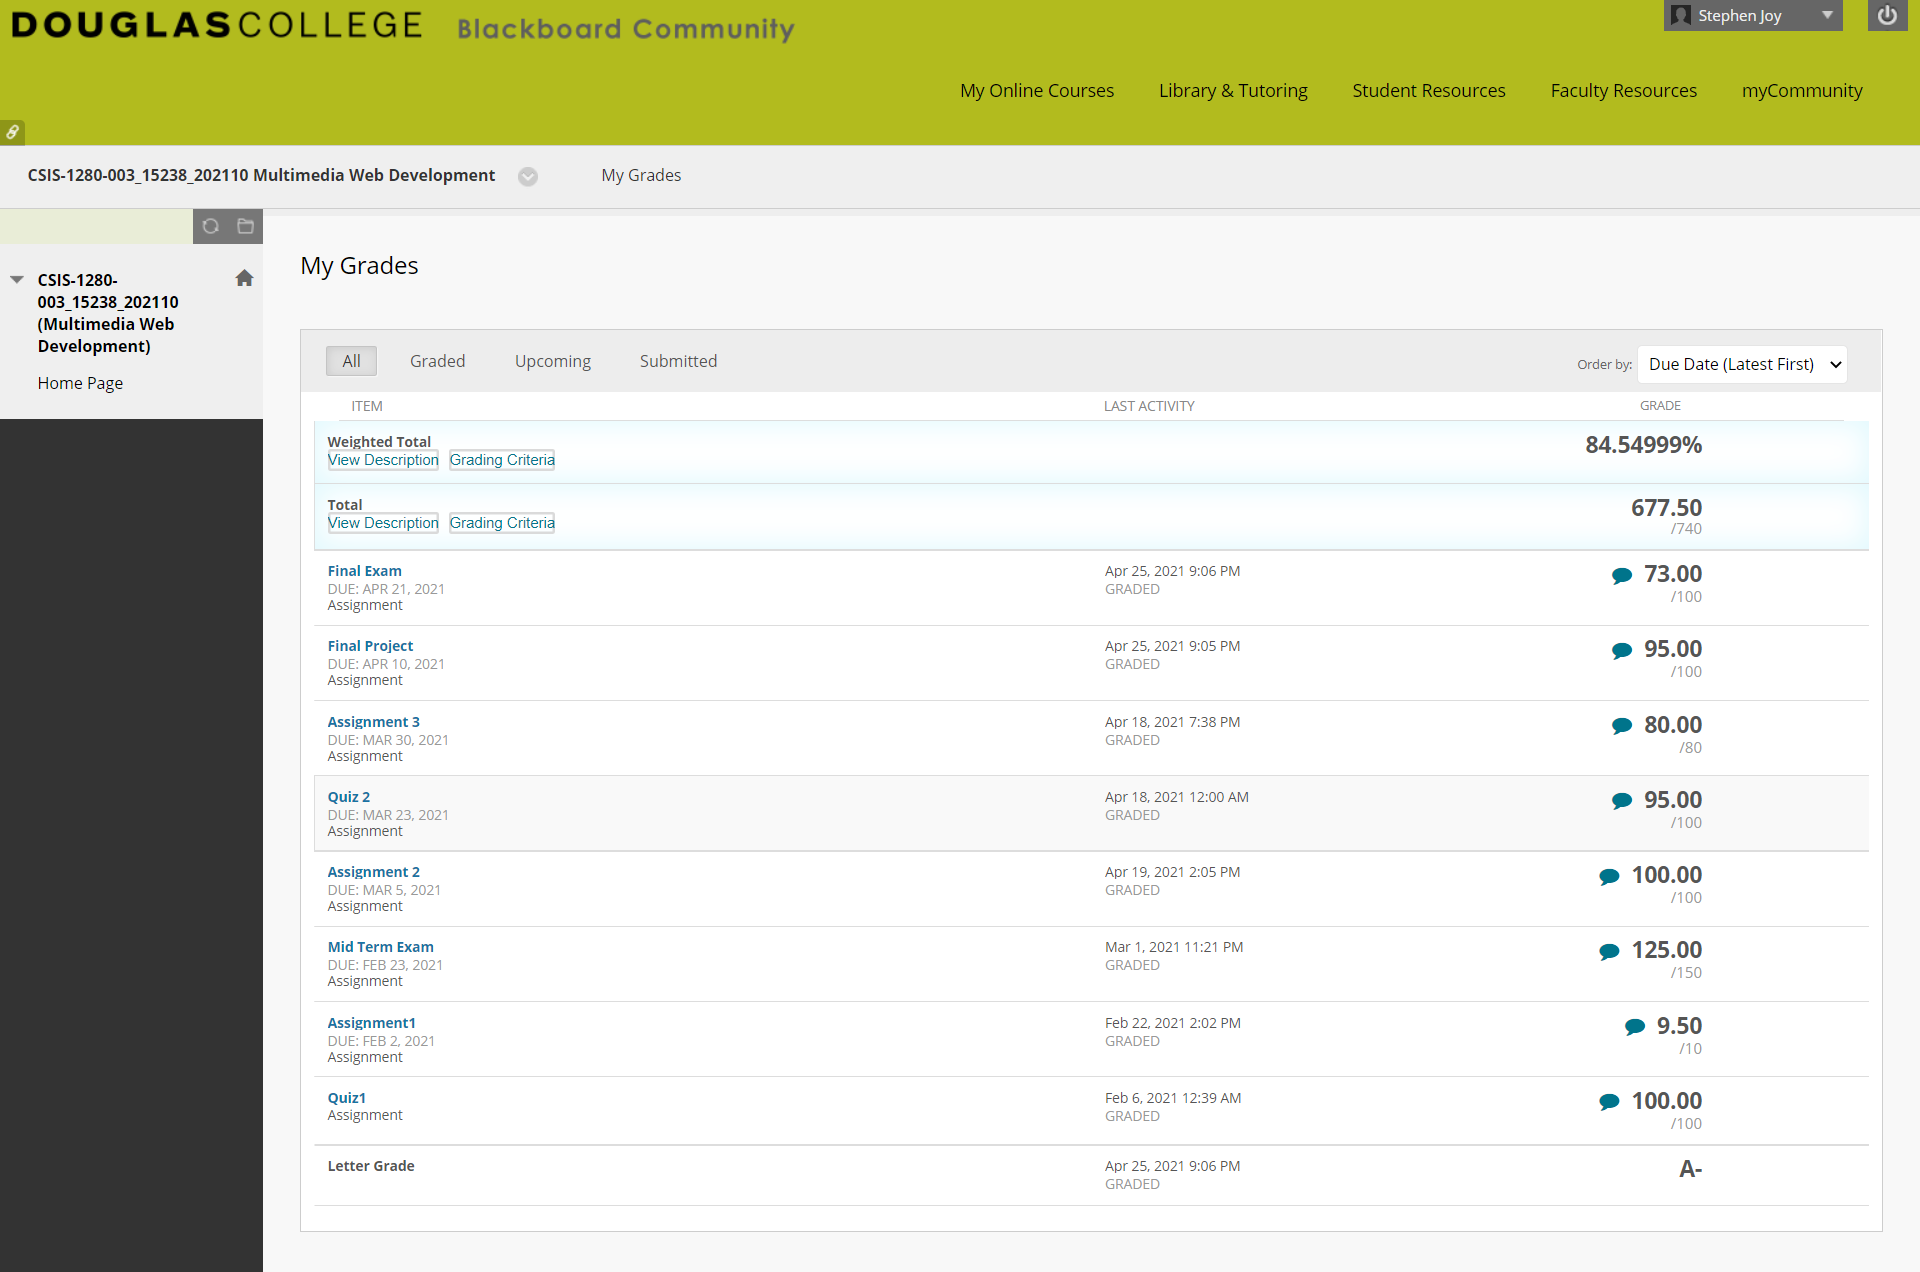 DOUGLASCOLLEGE Blackboard Community
Stephen Joy
My Online Courses Library & Tutoring Student Resources Faculty Resources myCommunity
CSIS-1280-003_15238_202110 Multimedia Web Development My Grades
CSIS-1280-
003_15238_202110
(Multimedia Web
Development)
Home Page
My Grades
All Graded Upcoming Submitted Order by: Due Date (Latest First)
ITEM LAST ACTIVITY GRADE
Weighted Total 84.54999%
View Description Grading Criteria
Total 677.50
View Description Grading Criteria /740
Final Exam Apr 25, 2021 9:06 PM 73.00
DUE: APR 21, 2021 GRADED /100
Assignment
Final Project Apr 25, 2021 9:05 PM 95.00
DUE: APR 10, 2021 GRADED /100
Assignment
Assignment 3 Apr 18, 2021 7:38 PM 80.00
DUE: MAR 30, 2021 GRADED /80
Assignment
Quiz 2 Apr 18, 2021 12:00 AM 95.00
DUE: MAR 23, 2021 GRADED /100
Assignment
Assignment 2 Apr 19, 2021 2:05 PM 100.00
DUE: MAR 5, 2021 GRADED /100
Assignment
Mid Term Exam Mar 1, 2021 11:21 PM 125.00
DUE: FEB 23, 2021 GRADED /150
Assignment
Assignment1 Feb 22, 2021 2:02 PM 9.50
DUE: FEB 2, 2021 GRADED /10
Assignment
Quiz1 Feb 6, 2021 12:39 AM 100.00
Assignment GRADED /100
Letter Grade Apr 25, 2021 9:06 PM A-
GRADED